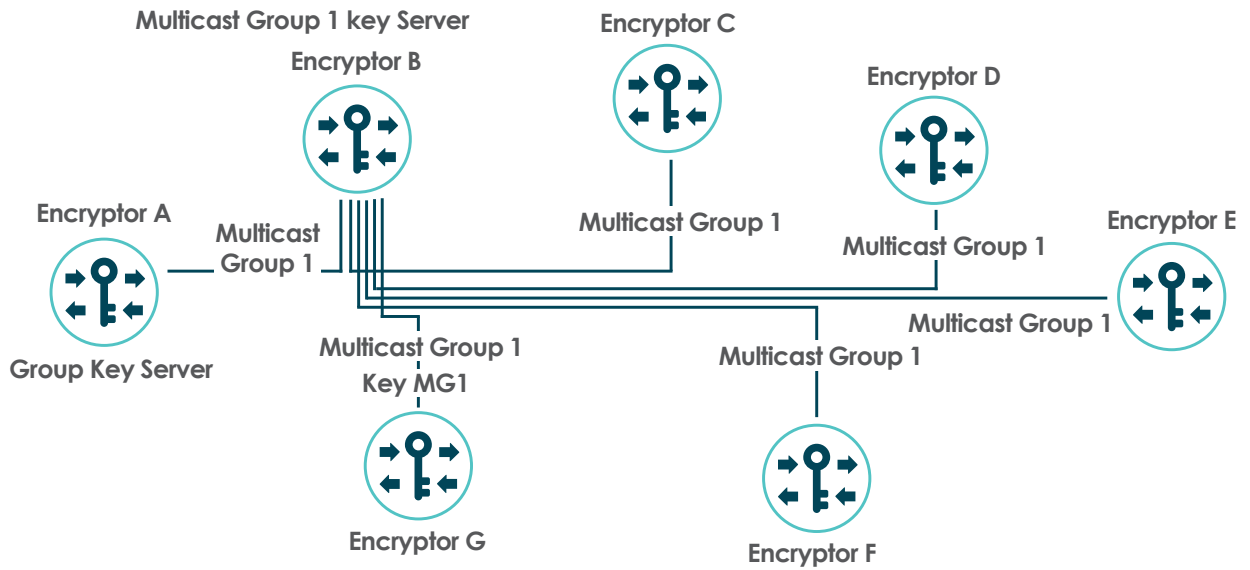 Multicast Group 1 key Server
Encryptor B
Encryptor C
Encryptor D
Encryptor A
Multicast
Group 1
Multicast Group 1
Multicast Group 1
Encryptor E
Group Key Server
Multicast Group 1
Key MG1
Multicast Group 1
Multicast Group 1
Encryptor G
Encryptor F